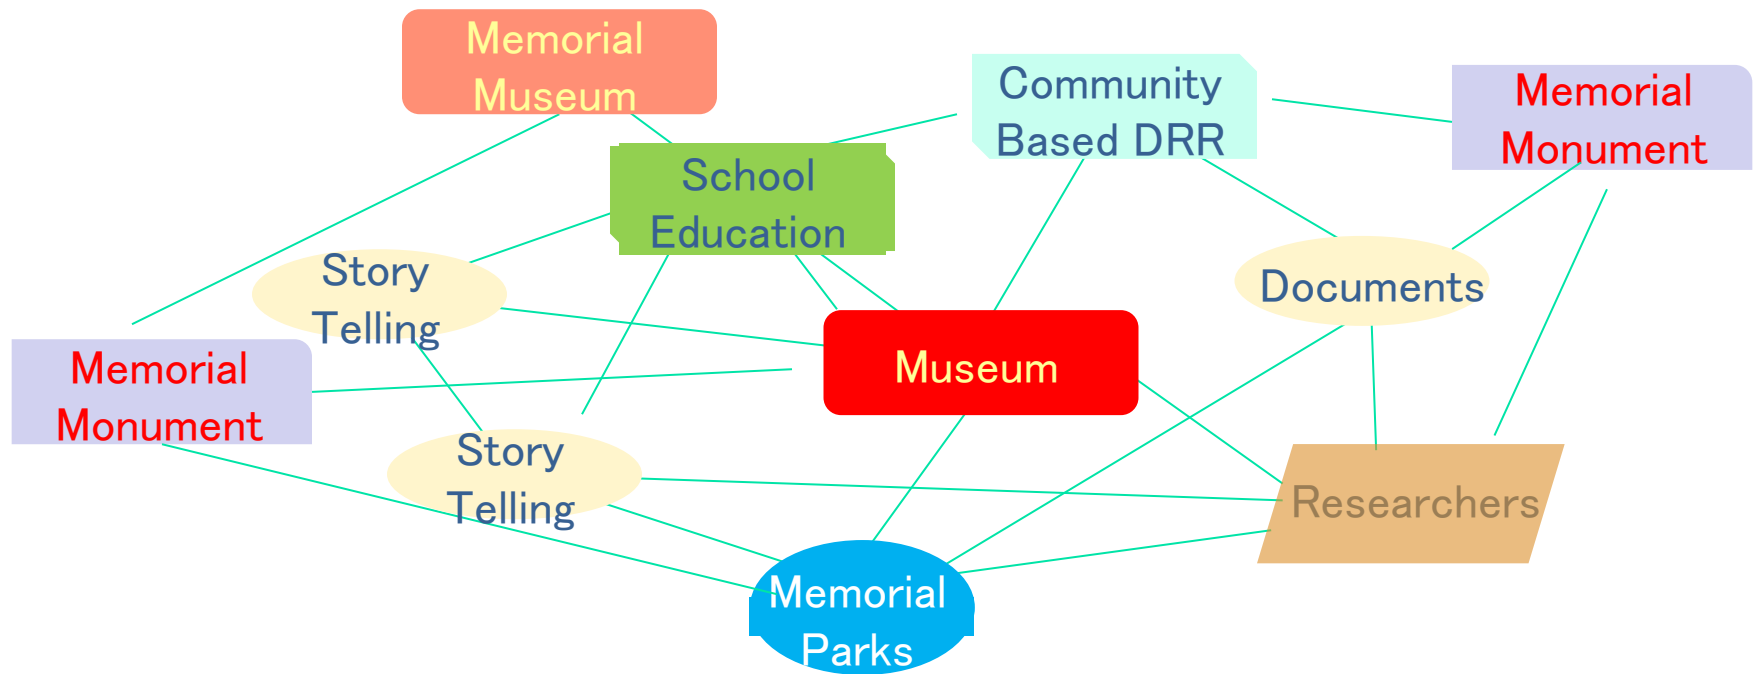 Memorial
Museum
Community
Based DRR
Memorial
Monument
School
Education
Story
Telling
Documents
Memorial
Monument
Museum
Story
Telling
Researchers
Memorial
Parks